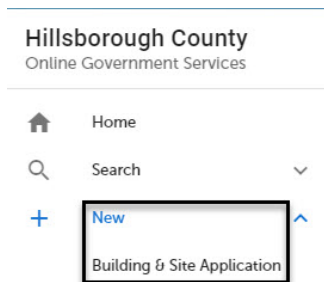 Hillsborough County
Online Government Services
Home
Search
New
Building & Site Application